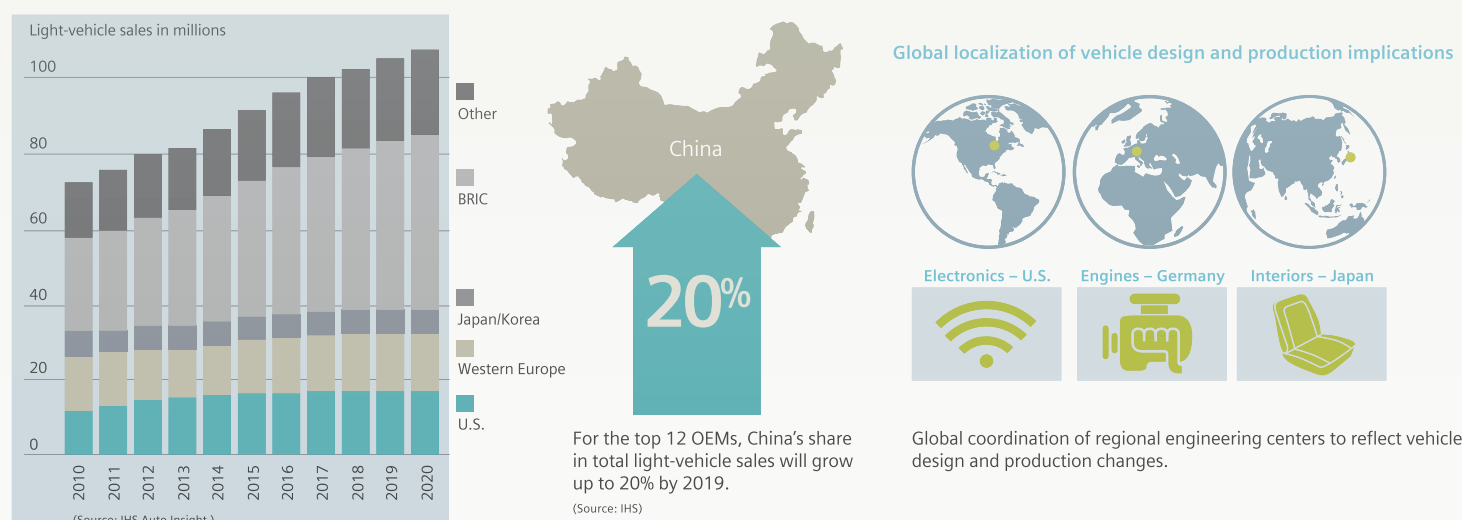 Light-vehicle sales in millions
100
80
60
40
20
0
2010
2011
2012
2013
2014
2015
2016
2017
2018
2019
2020
(Source: IHS Auto Insight )
Other
BRIC
Japan/Korea
Western Europe
U.S.
China
20%
For the top 12 OEMs, China’s share
in total light-vehicle sales will grow
up to 20% by 2019.
(Source: IHS)
Global localization of vehicle design and production implications
Electronics – U.S.
Engines – Germany
Interiors – Japan
Global coordination of regional engineering centers to reflect vehicle
design and production changes.